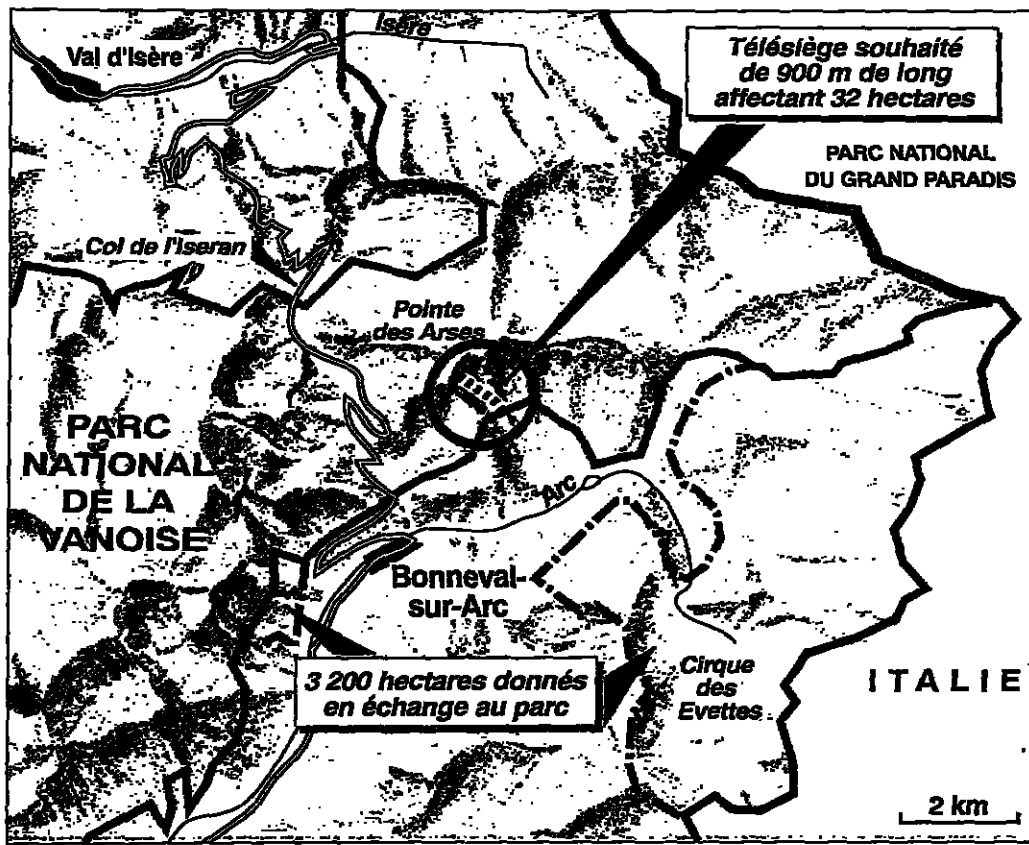 Val d'Isère
Isère
Télésiège souhaité
de 900 m de long
affectant 32 hectares
PARC NATIONAL
DU GRAND PARADIS
Col de l'Iseran
Pointe
des Arses
PARC
NATIONAL
DE LA
VANOISE
Arc
Bonneval-
sur-Arc
3 200 hectares donnés
en échange au parc
Cirque
des
Evettes
ITALIE
2 km